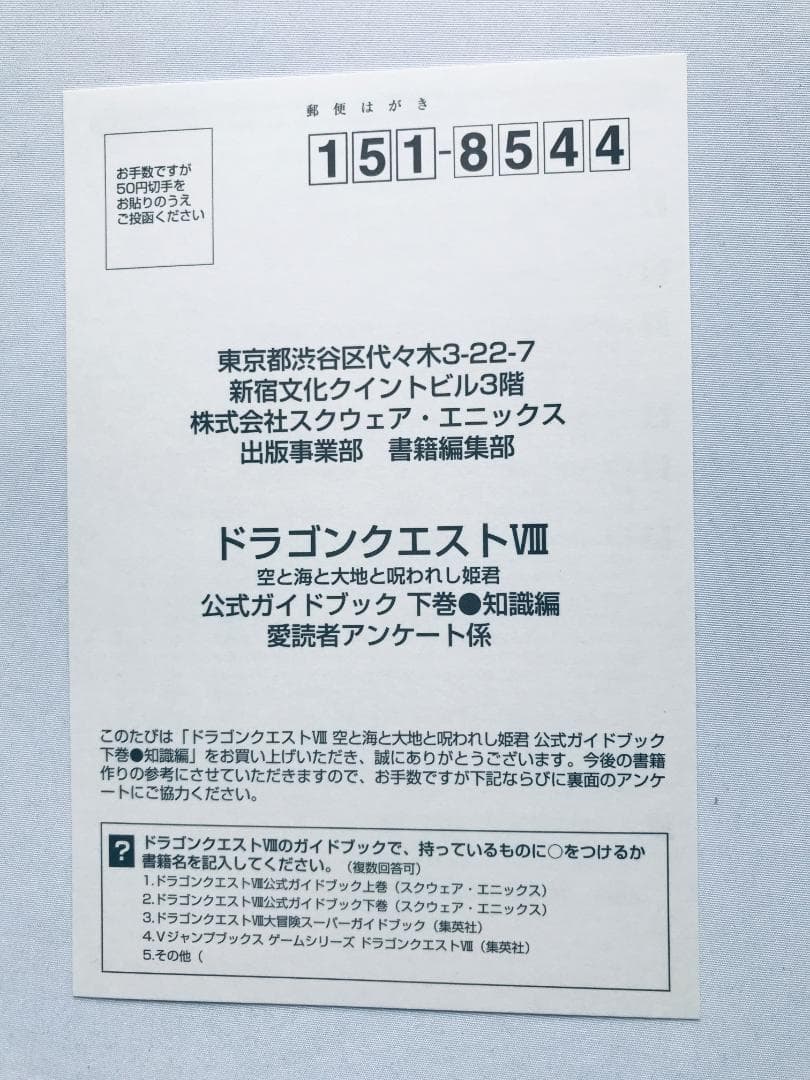 郵便はがき
151-8544
お手数ですが
50円切手を
お貼りのうえ
ご投函ください
東京都渋谷区代々木3-22-7
新宿文化クイントビル3階
株式会社スクウェア・エニックス
出版事業部　書籍編集部
ドラゴンクエストⅧ
空と海と大地と呪われし姫君
公式ガイドブック 下巻●知識編
愛読者アンケート係
このたびは「ドラゴンクエストⅧ 空と海と大地と呪われし姫君 公式ガイドブック
下巻●知識編」をお買い上げいただき、誠にありがとうございます。今後の書籍
作りの参考にさせていただきますので、お手数ですが下記ならびに裏面のアンケ
ートにご協力ください。
? ドラゴンクエストⅧのガイドブックで、持っているものに○をつけるか
書籍名を記入してください。（複数回答可）
1.ドラゴンクエストⅧ公式ガイドブック上巻（スクウェア・エニックス）
2.ドラゴンクエストⅧ公式ガイドブック下巻（スクウェア・エニックス）
3.ドラゴンクエストⅧ大冒険スーパーガイドブック（集英社）
4.Vジャンプブックス ゲームシリーズ ドラゴンクエストⅧ（集英社）
5.その他（